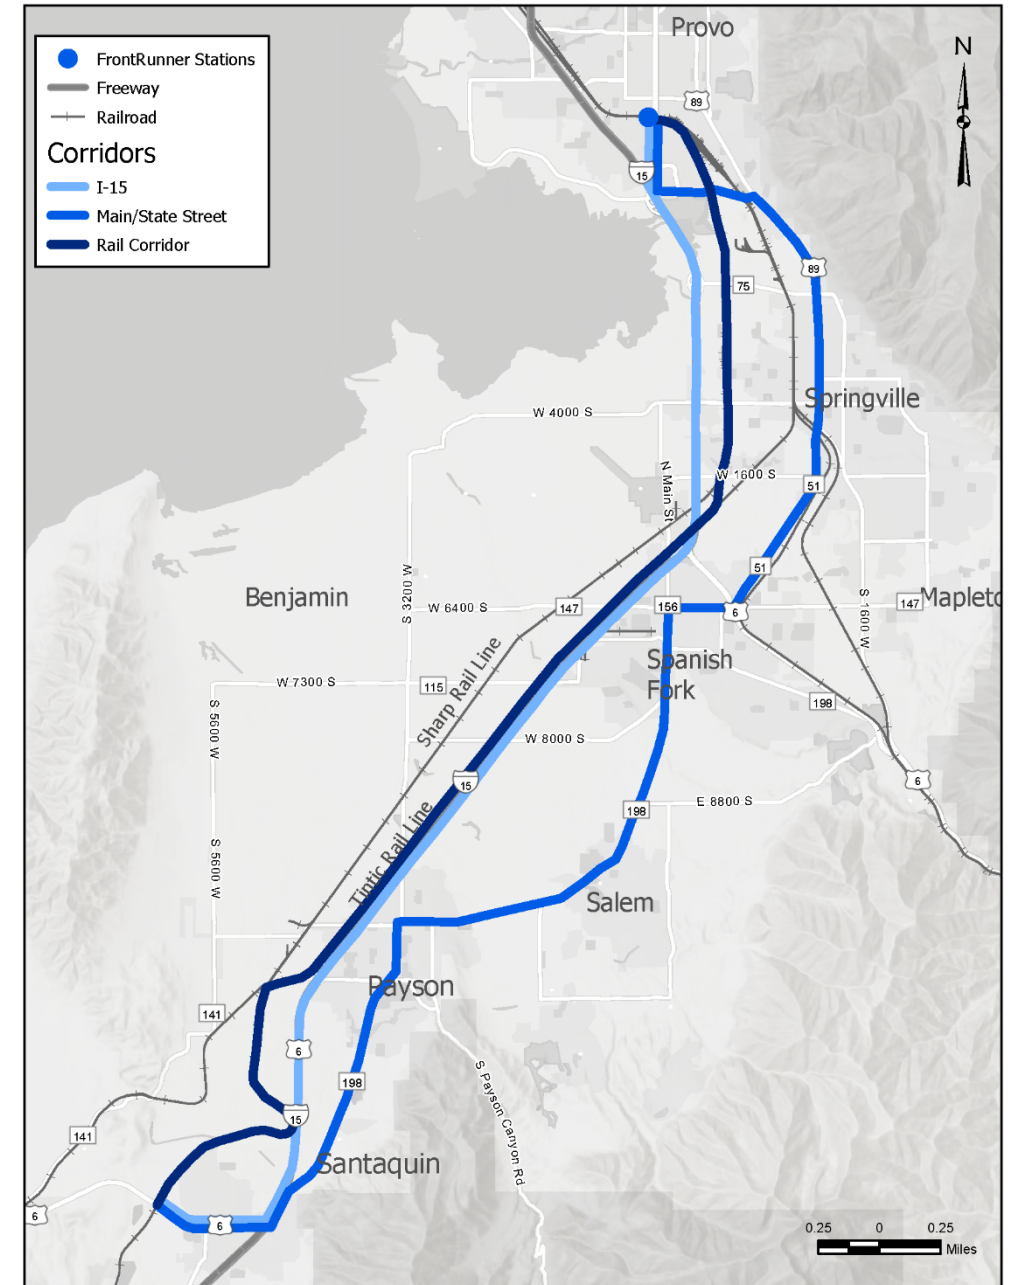 Provo
N
FrontRunner Stations
Freeway
Railroad
Corridors
I-15
Main/State Street
Rail Corridor
89
15
89
75
Springville
W 4000 S
N Main St
W 1600 S
51
51
Benjamin
S 3200 W
W 6400 S
147
156
6
S 1600 W
147
Mapleto
Spanish
Fork
Sharp Rail Line
W 7300 S
115
198
S 5600 W
W 8000 S
15
6
E 8800 S
198
Tintic Rail Line
S 5600 W
Salem
Payson
141
6
198
S Payson Canyon Rd
15
141
Santaquin
6
6
0.25 0 0.25
Miles